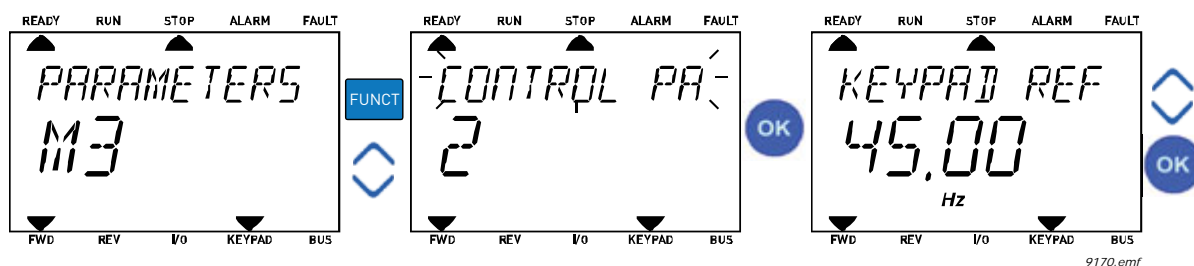 READY RUN STOP ALARM FAULT
PARAMETERS
M3
FWD REV I/O KEYPAD BUS
FUNCT
READY RUN STOP ALARM FAULT
CONTROL PA
2
FWD REV I/O KEYPAD BUS
OK
READY RUN STOP ALARM FAULT
KEYPAD REF
45.00
Hz
FWD REV I/O KEYPAD BUS
OK
9170.emf